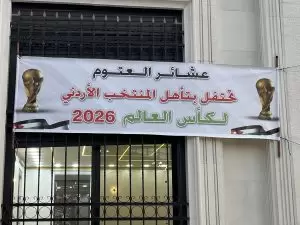 عشائر العتوم
تحتفل بتأهل المنتخب الأردني
لكأس العالم 2026